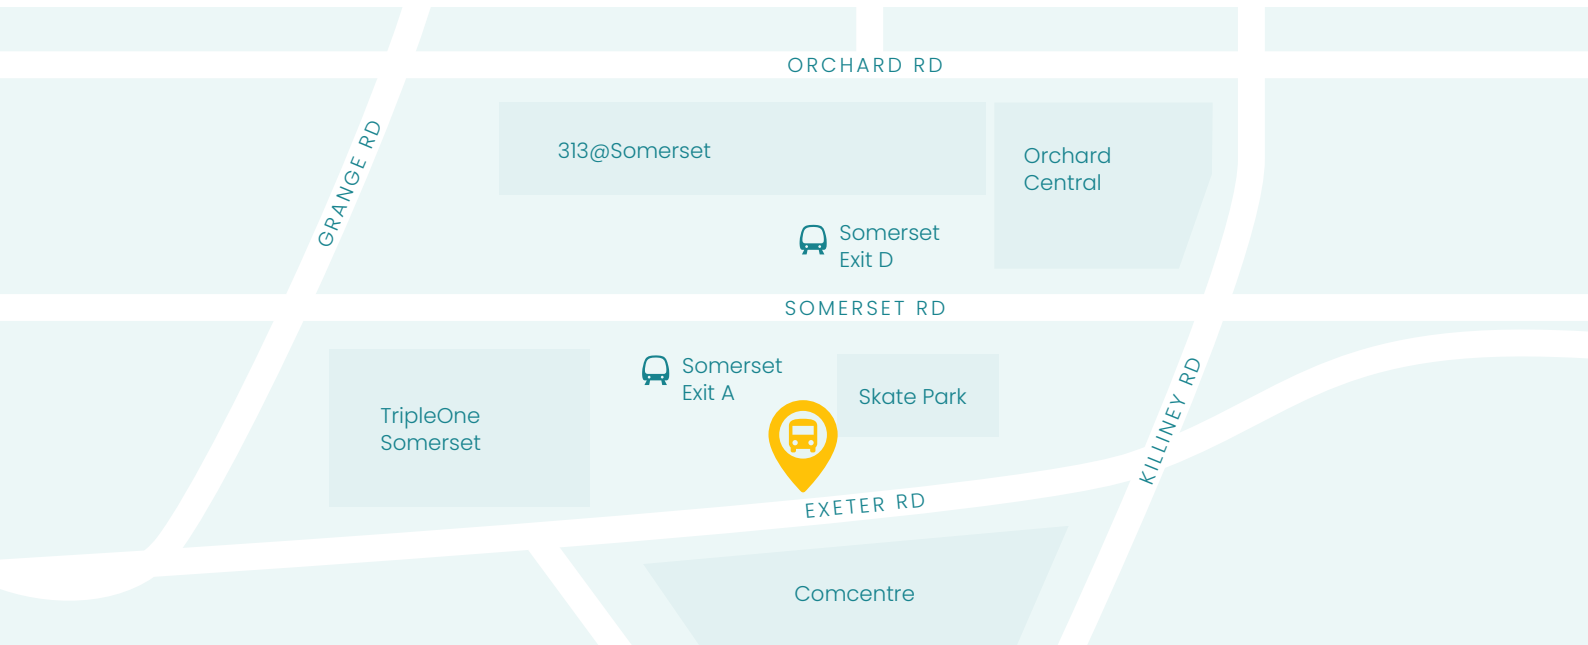 ORCHARD RD
GRANGE RD
313@Somerset
Orchard
Central
Somerset
Exit D
SOMERSET RD
Somerset
Exit A
Skate Park
TripleOne
Somerset
KILLINEY RD
EXETER RD
Comcentre